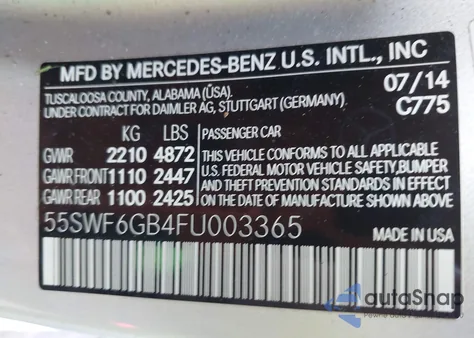 MFD BY MERCEDES-BENZ U.S. INTL., INC
TUSCALOOSA COUNTY, ALABAMA (USA) 07/14
UNDER CONTRACT FOR DAIMLER AG, STUTTGART (GERMANY) C775
KG LBS PASSENGER CAR
GVWR 2210 4872 THIS VEHICLE CONFORMS TO ALL APPLICABLE
GAWR FRONT 1110 2447 U.S. FEDERAL MOTOR VEHICLE SAFETY, BUMPER
AND THEFT PREVENTION STANDARDS IN EFFECT
GAWR REAR 1100 2425 ON THE DATE OF MANUFACTURE SHOWN ABOVE
55SWF6GB4FU003365 MADE IN USA
autoSnap